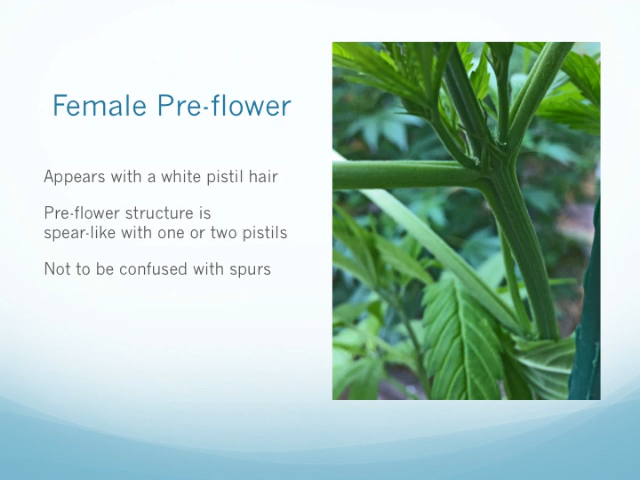 Female Pre-flower
Appears with a white pistil hair
Pre-flower structure is
spear-like with one or two pistils
Not to be confused with spurs